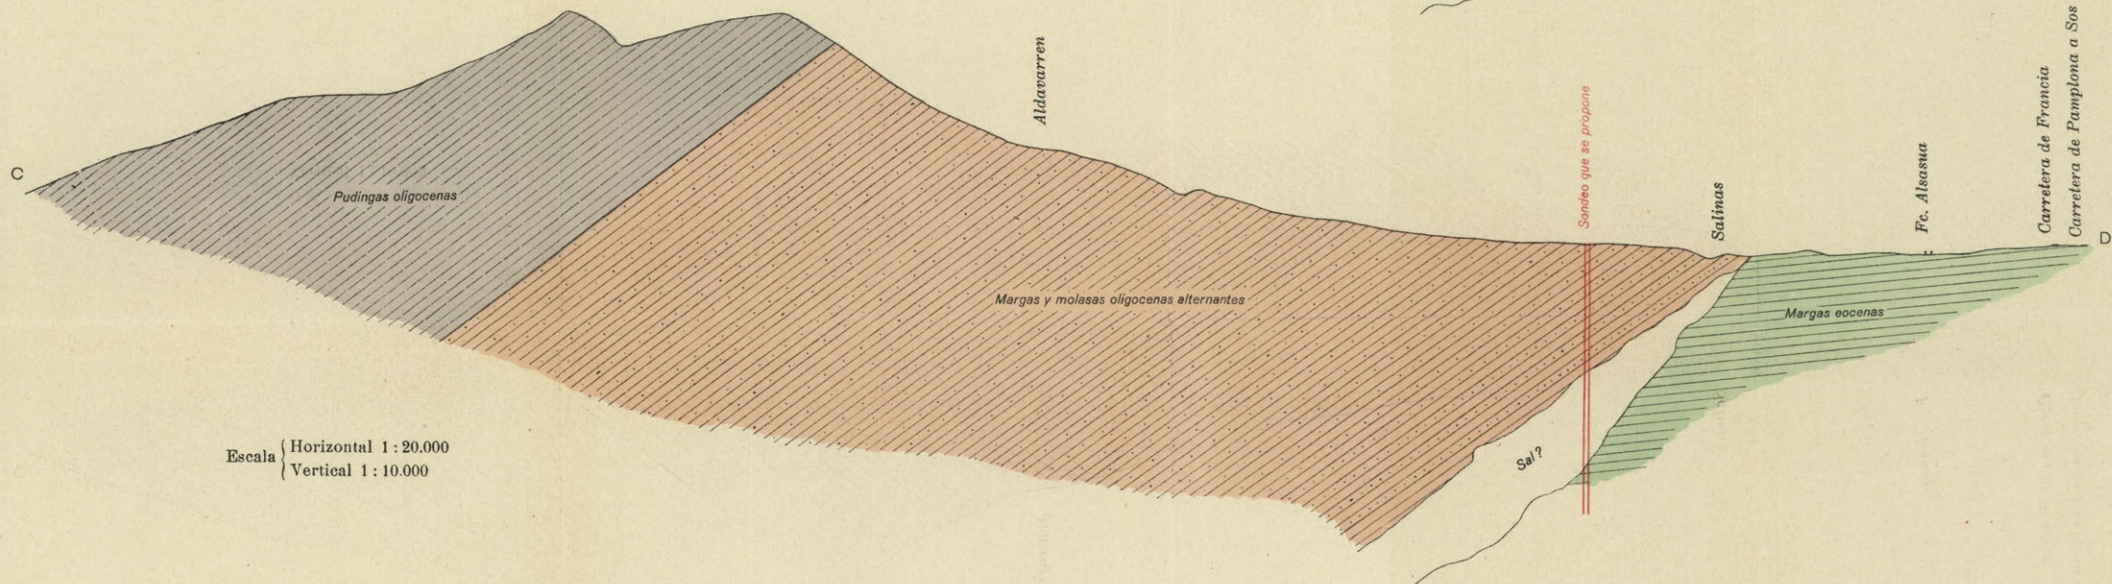 C
Pudingas oligocenas
Aldavarren
Margas y molasas oligocenas alternantes
Sondeo que se propone
Salinas
Fc. Alsasua
Carretera de Francia
Carretera de Pamplona a Sos
D
Margas eocenas
Sal?
Escala { Horizontal 1 : 20.000
Vertical 1 : 10.000